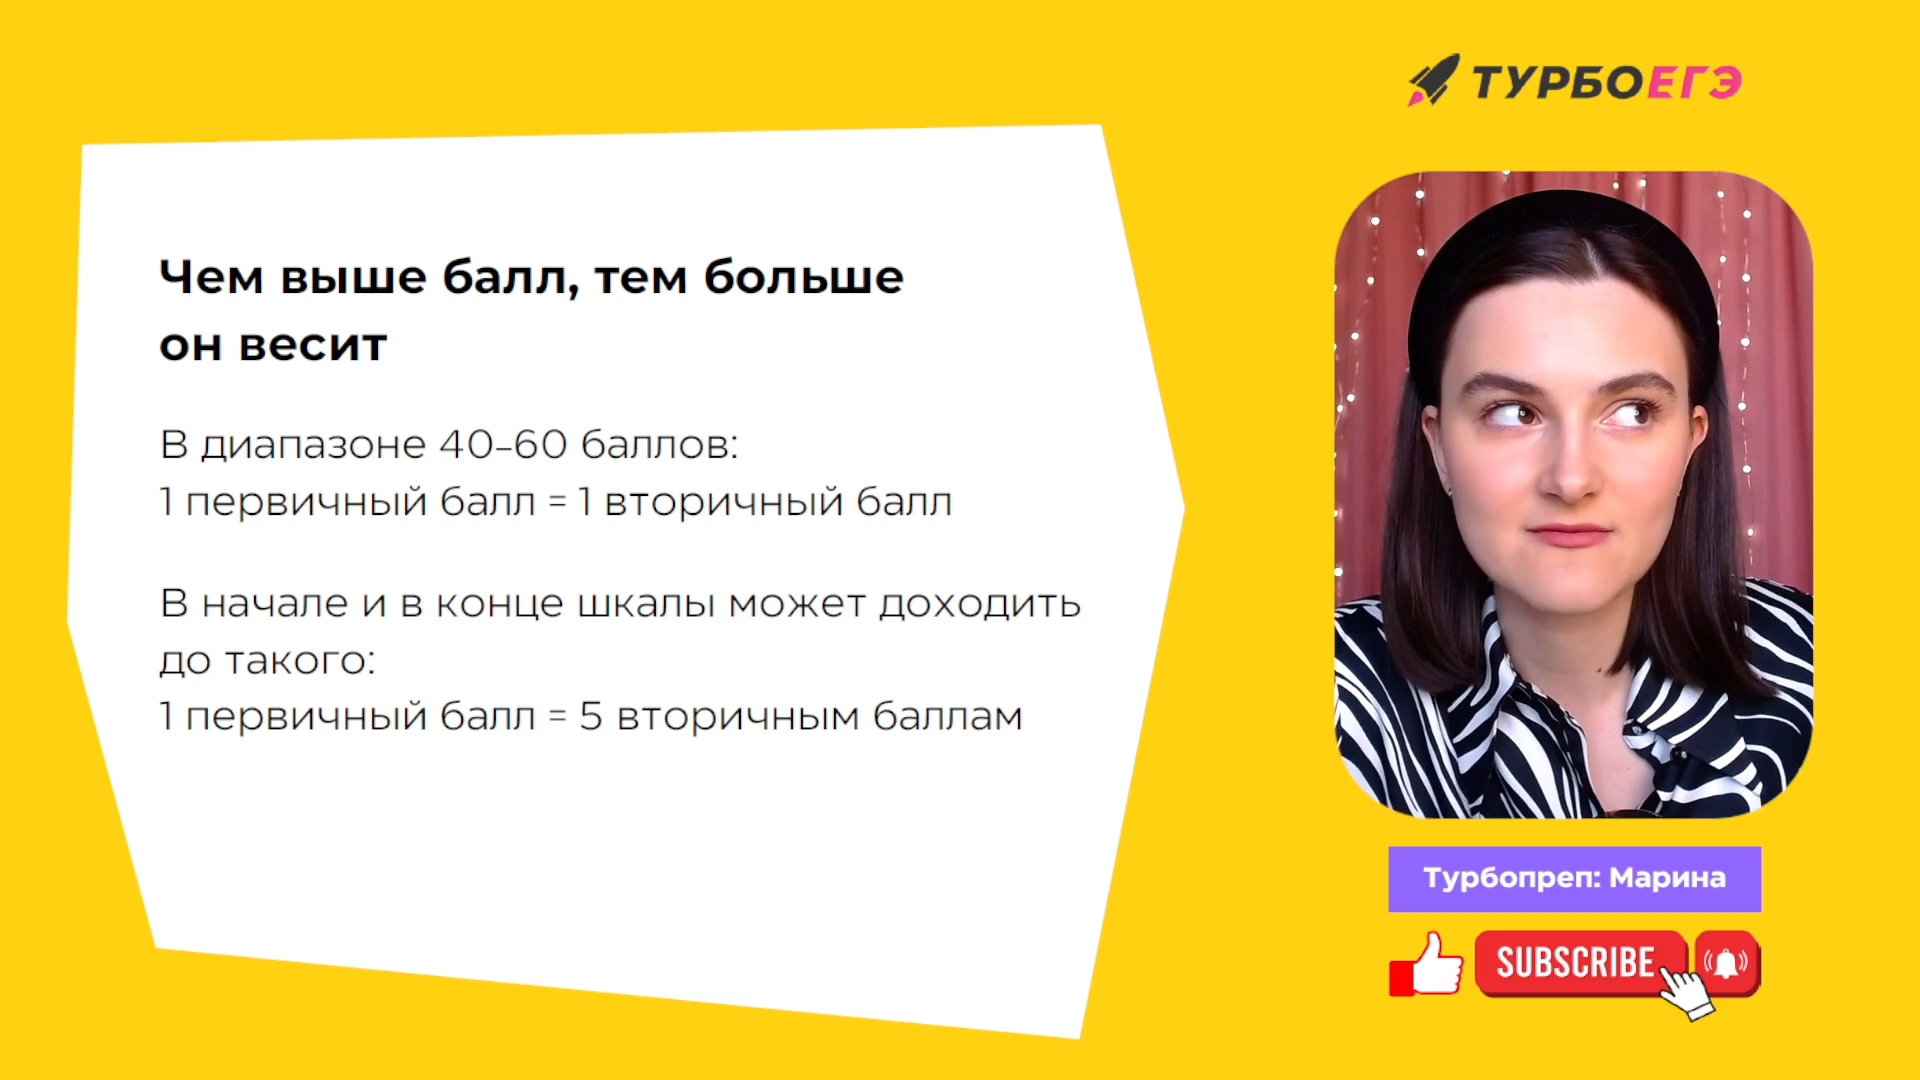 ТУРБОЕГЭ
Чем выше балл, тем больше
он весит
В диапазоне 40-60 баллов:
1 первичный балл = 1 вторичный балл
В начале и в конце шкалы может доходить
до такого:
1 первичный балл = 5 вторичным баллам
Турбопреп: Марина
SUBSCRIBE